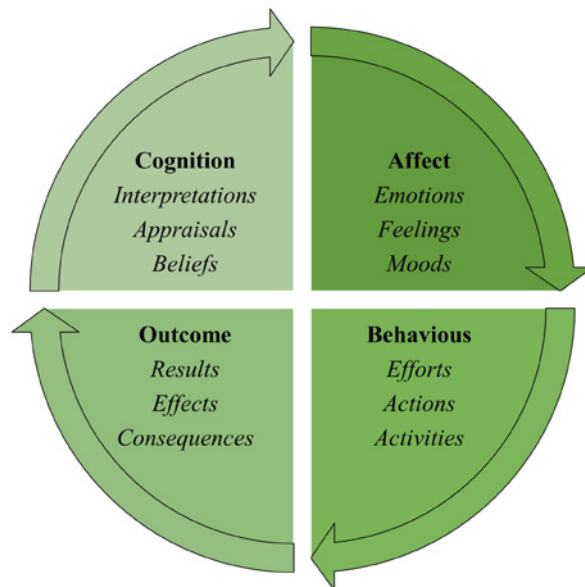 Cognition
Interpretations
Appraisals
Beliefs
Affect
Emotions
Feelings
Moods
Outcome
Results
Effects
Consequences
Behavious
Efforts
Actions
Activities